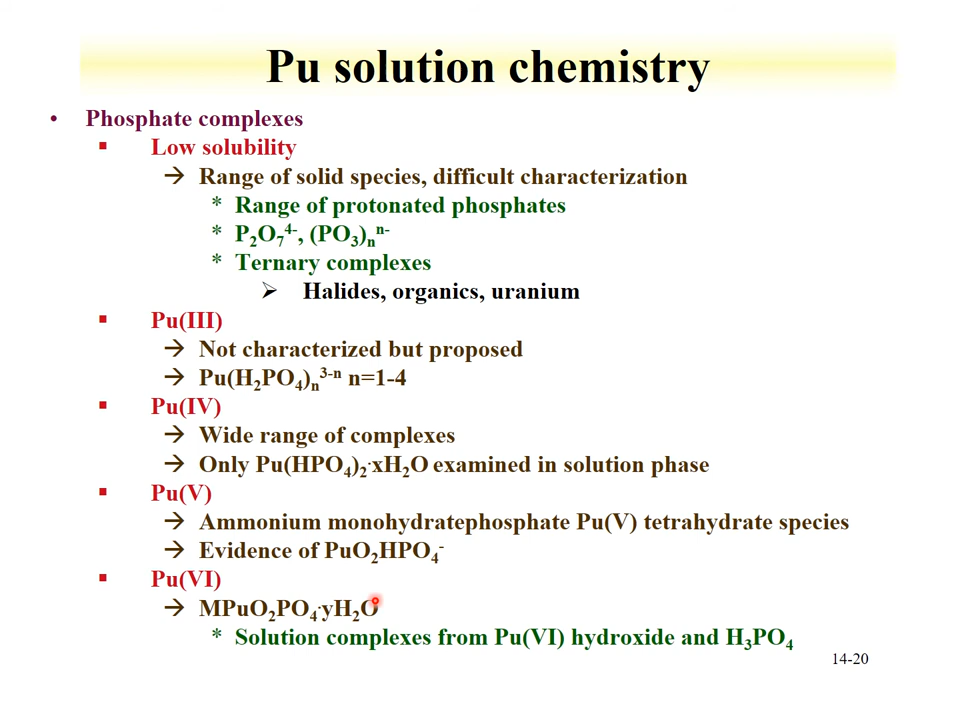 Pu solution chemistry
• Phosphate complexes
▪ Low solubility
→ Range of solid species, difficult characterization
* Range of protonated phosphates
* P₂O₇⁴⁻, (PO₃)ₙⁿ⁻
* Ternary complexes
➢ Halides, organics, uranium
▪ Pu(III)
→ Not characterized but proposed
→ Pu(H₂PO₄)ₙ³⁻ⁿ n=1-4
▪ Pu(IV)
→ Wide range of complexes
→ Only Pu(HPO₄)₂·xH₂O examined in solution phase
▪ Pu(V)
→ Ammonium monohydratephosphate Pu(V) tetrahydrate species
→ Evidence of PuO₂HPO₄⁻
▪ Pu(VI)
→ MPuO₂PO₄·yH₂O
* Solution complexes from Pu(VI) hydroxide and H₃PO₄
14-20